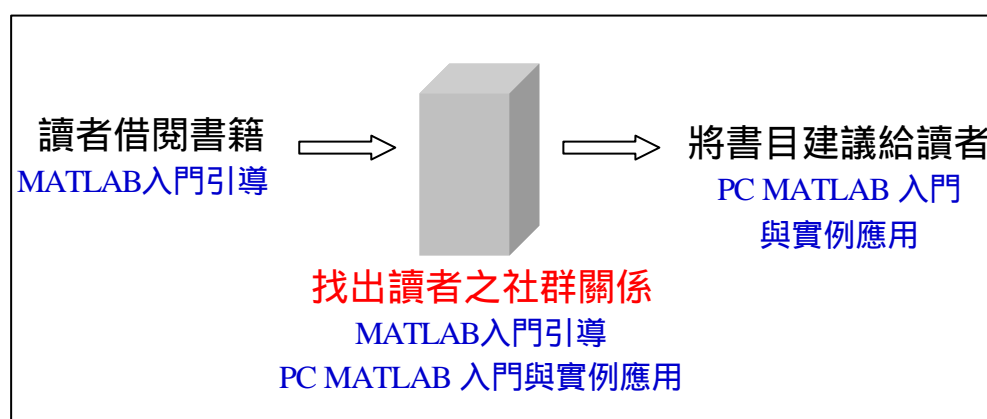 讀者借閱書籍
MATLAB入門引導
找出讀者之社群關係
MATLAB入門引導
PC MATLAB 入門與實例應用
將書目建議給讀者
PC MATLAB 入門
與實例應用